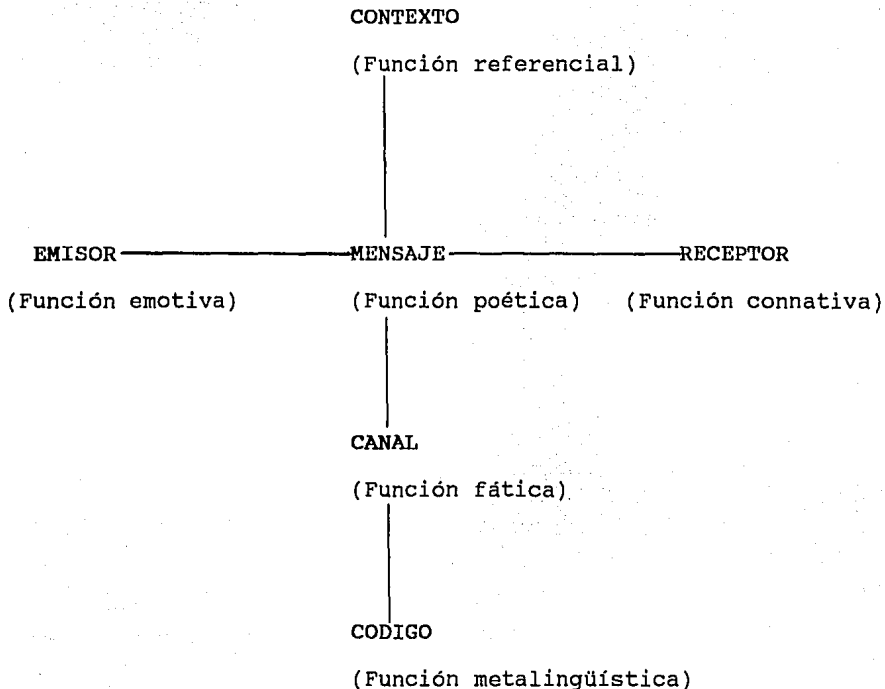 CONTEXTO
(Función referencial)
EMISOR MENSAJE RECEPTOR
(Función emotiva) (Función poética) (Función connativa)
CANAL
(Función fática)
CODIGO
(Función metalingüística)